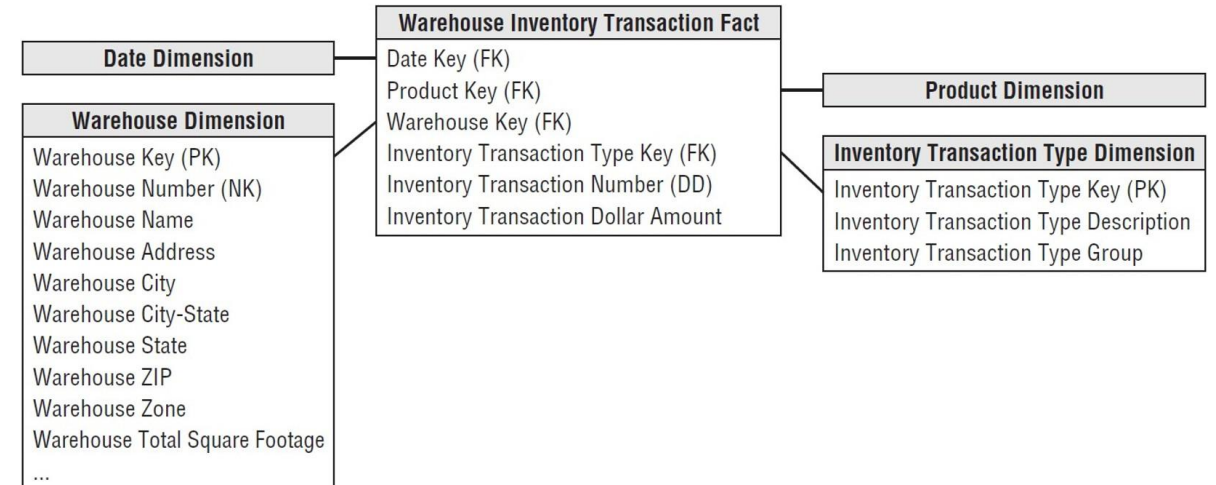 Date Dimension
Warehouse Dimension
Warehouse Key (PK)
Warehouse Number (NK)
Warehouse Name
Warehouse Address
Warehouse City
Warehouse City-State
Warehouse State
Warehouse ZIP
Warehouse Zone
Warehouse Total Square Footage
...
Warehouse Inventory Transaction Fact
Date Key (FK)
Product Key (FK)
Warehouse Key (FK)
Inventory Transaction Type Key (FK)
Inventory Transaction Number (DD)
Inventory Transaction Dollar Amount
Product Dimension
Inventory Transaction Type Dimension
Inventory Transaction Type Key (PK)
Inventory Transaction Type Description
Inventory Transaction Type Group